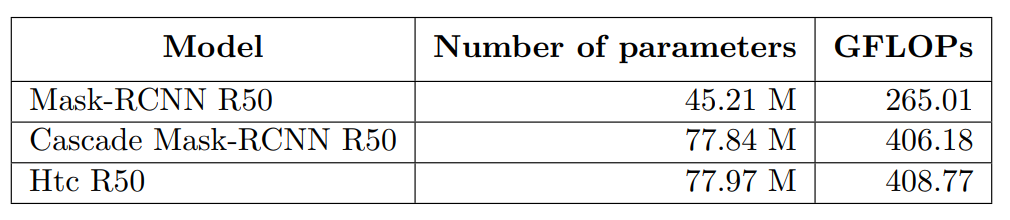 Model Number of parameters GFLOPs
Mask-RCNN R50 45.21 M 265.01
Cascade Mask-RCNN R50 77.84 M 406.18
Htc R50 77.97 M 408.77